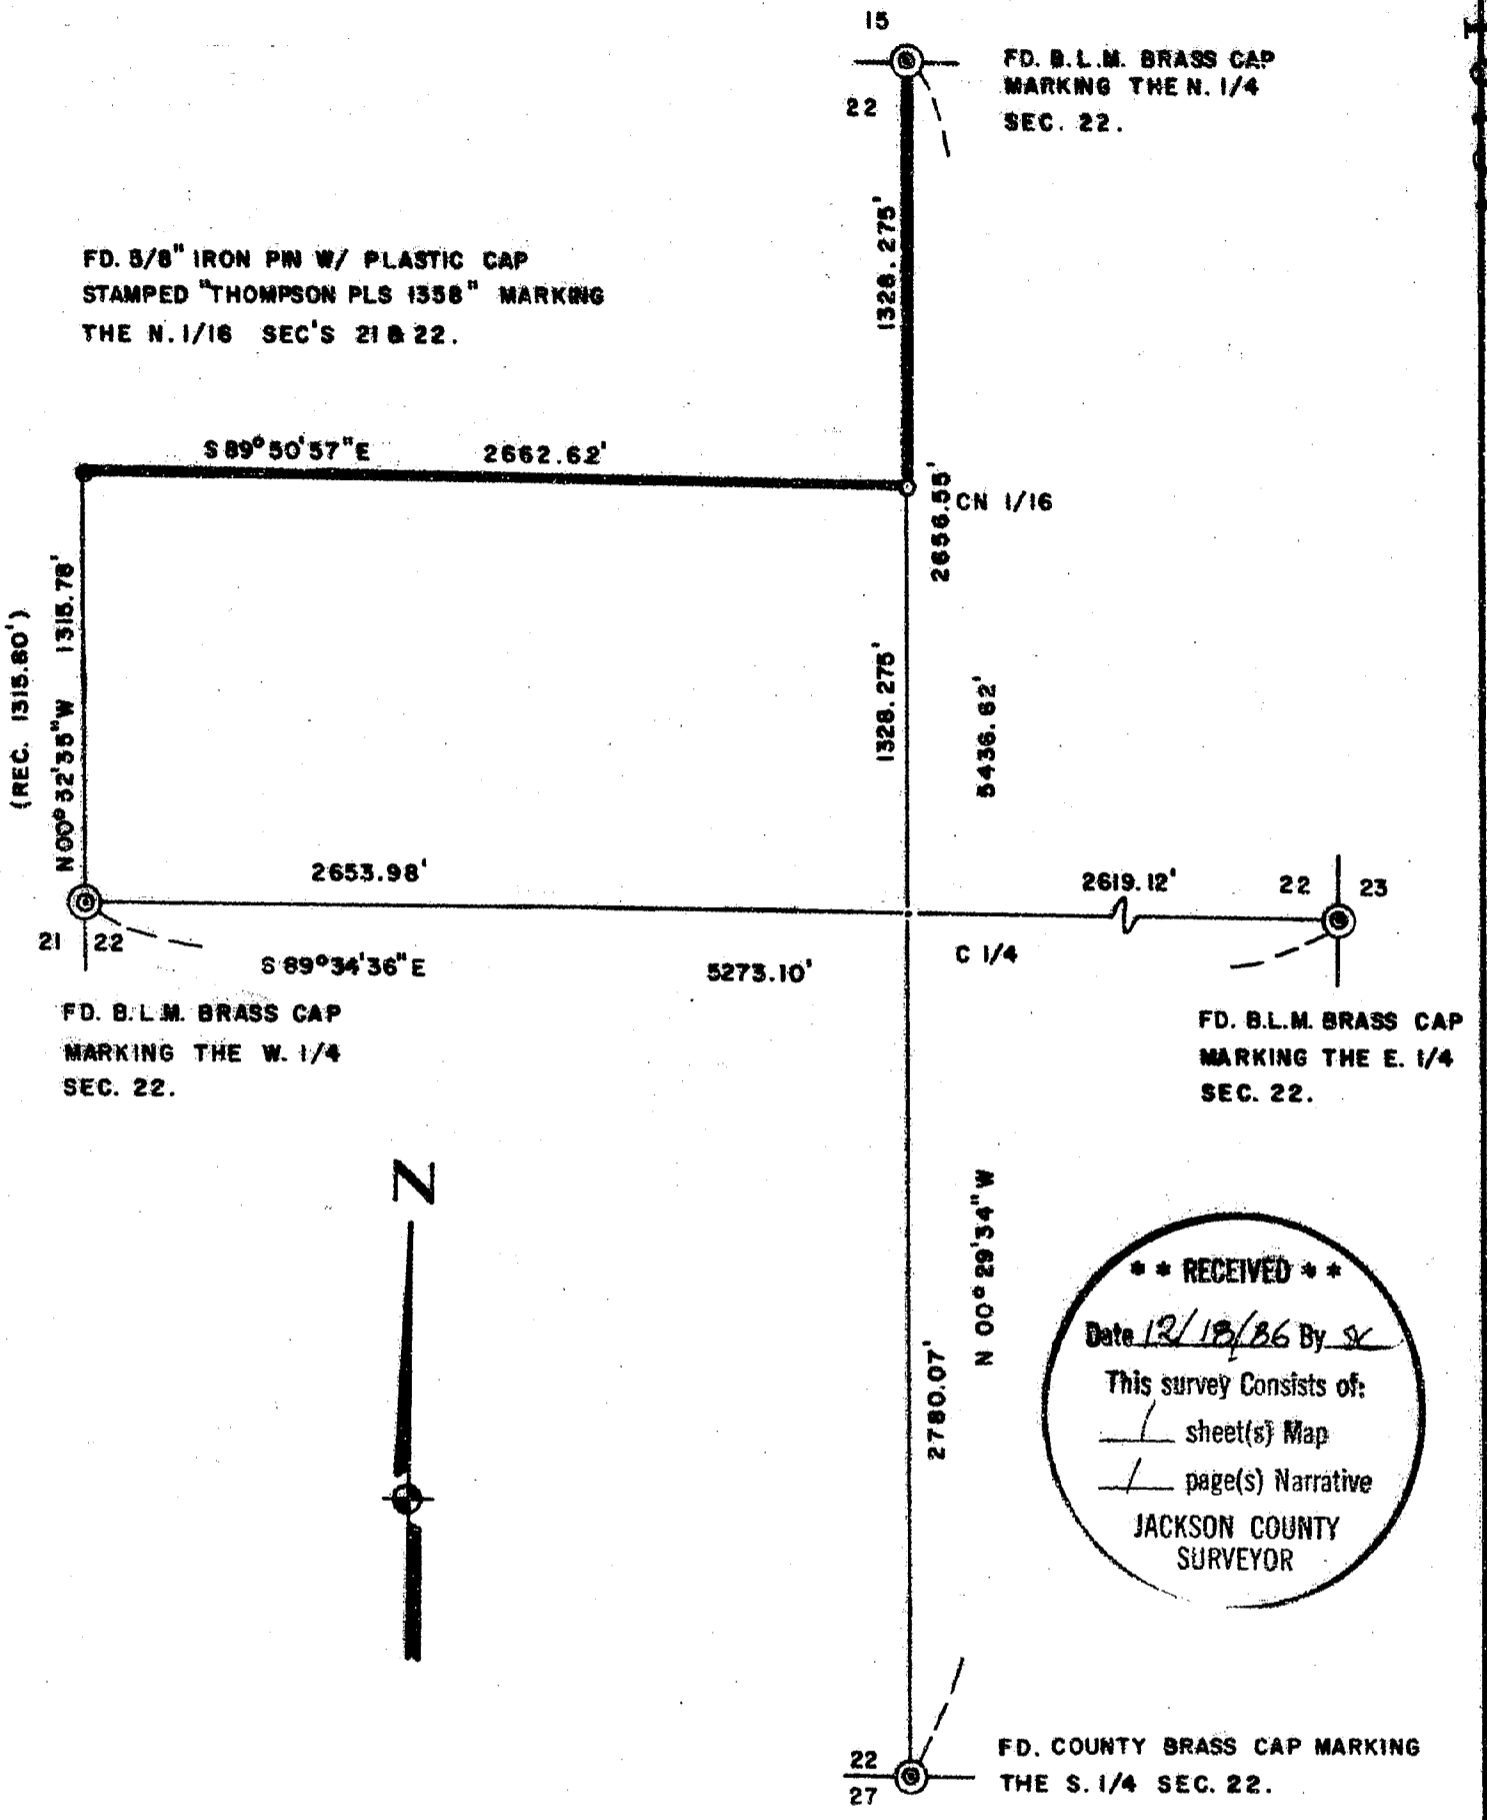 15
FD. B.L.M. BRASS CAP
MARKING THE N. 1/4
SEC. 22.
22
1328.275'
FD. 5/8" IRON PIN W/ PLASTIC CAP
STAMPED "THOMPSON PLS 1358" MARKING
THE N. 1/16 SEC'S 21 & 22.
S 89° 50' 57" E 2662.62'
CN 1/16
2656.55'
(REC. 1315.80')
N 00° 32' 35" W 1315.78'
1328.275'
5436.62'
2653.98'
2619.12'
22 23
21 22
S 89° 34' 36" E
5273.10'
C 1/4
FD. B.L.M. BRASS CAP
MARKING THE W. 1/4
SEC. 22.
FD. B.L.M. BRASS CAP
MARKING THE E. 1/4
SEC. 22.
N
N 00° 29' 34" W
2780.07'
* * RECEIVED * *
Date 12/18/86 By
This survey Consists of:
1 sheet(s) Map
1 page(s) Narrative
JACKSON COUNTY
SURVEYOR
22
27
FD. COUNTY BRASS CAP MARKING
THE S. 1/4 SEC. 22.